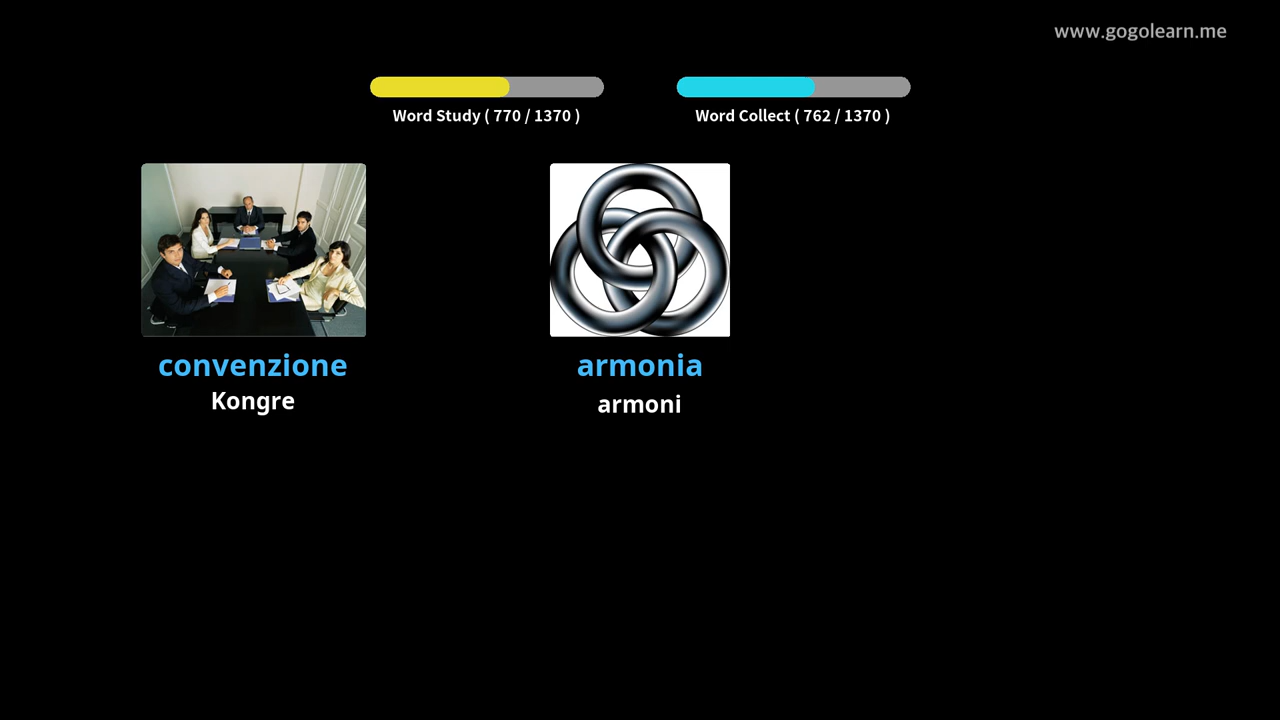 www.gogolearn.me
Word Study ( 770 / 1370 )
Word Collect ( 762 / 1370 )
convenzione
Kongre
armonia
armoni